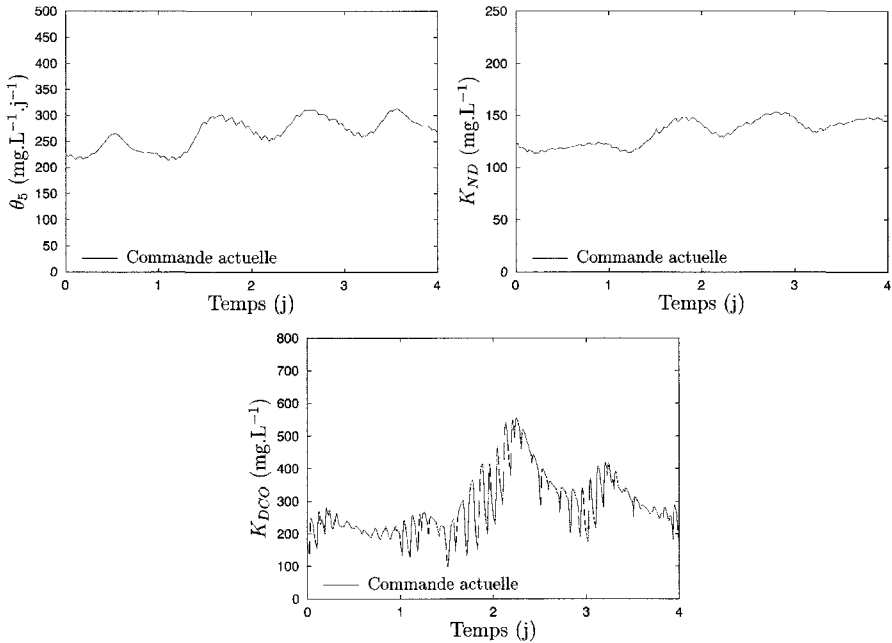 500
450
400
350
300
250
200
150
100
50
0
θ₅ (mg.L⁻¹.j⁻¹)
Commande actuelle
0 1 2 3 4
Temps (j)
250
200
150
100
50
0
K_ND (mg.L⁻¹)
Commande actuelle
0 1 2 3 4
Temps (j)
800
700
600
500
400
300
200
100
0
K_DCO (mg.L⁻¹)
Commande actuelle
0 1 2 3 4
Temps (j)